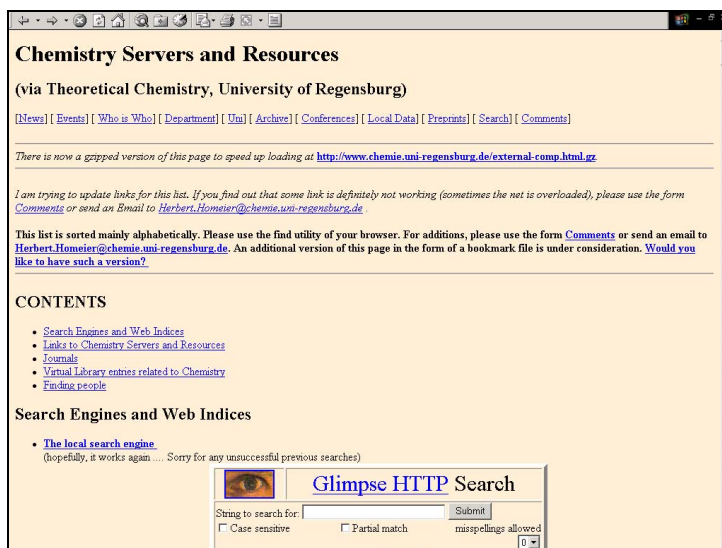 Chemistry Servers and Resources
(via Theoretical Chemistry, University of Regensburg)
[News] [ Events] [ Who is Who] [ Department] [ Uni] [ Archive] [ Conferences] [ Local Data] [ Preprints] [ Search] [ Comments]
There is now a gzipped version of this page to speed up loading at http://www.chemie.uni-regensburg.de/external-comp.html.gz.
I am trying to update links for this list. If you find out that some link is definitely not working (sometimes the net is overloaded), please use the form
Comments or send an Email to Herbert.Homeier@chemie.uni-regensburg.de .
This list is sorted mainly alphabetically. Please use the find utility of your browser. For additions, please use the form Comments or send an email to
Herbert.Homeier@chemie.uni-regensburg.de. An additional version of this page in the form of a bookmark file is under consideration. Would you
like to have such a version?
CONTENTS
• Search Engines and Web Indices
• Links to Chemistry Servers and Resources
• Journals
• Virtual Library entries related to Chemistry
• Finding people
Search Engines and Web Indices
• The local search engine
(hopefully, it works again .... Sorry for any unsuccessful previous searches)
Glimpse HTTP Search
String to search for: Submit
Case sensitive Partial match misspellings allowed
0